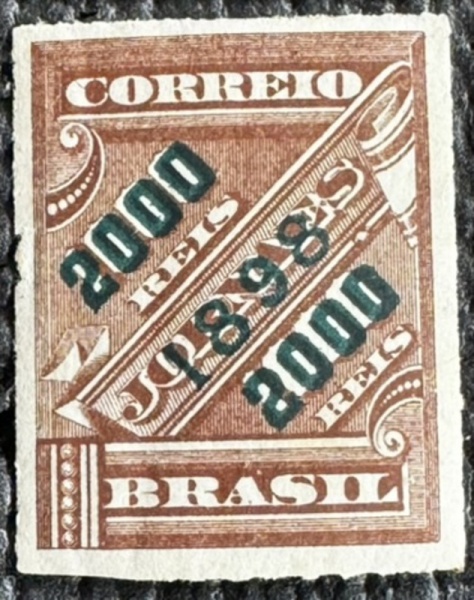 CORREIO
2000
REIS
JORNAES
1898
2000
REIS
BRASIL